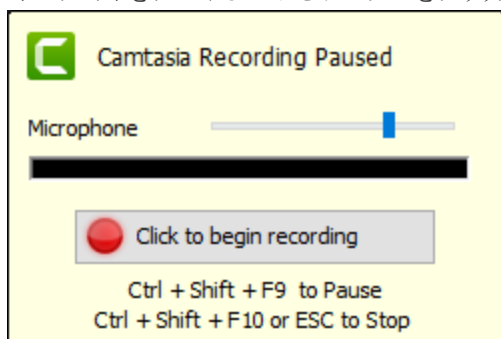 Camtasia Recording Paused
Microphone
Click to begin recording
Ctrl + Shift + F9 to Pause
Ctrl + Shift + F10 or ESC to Stop